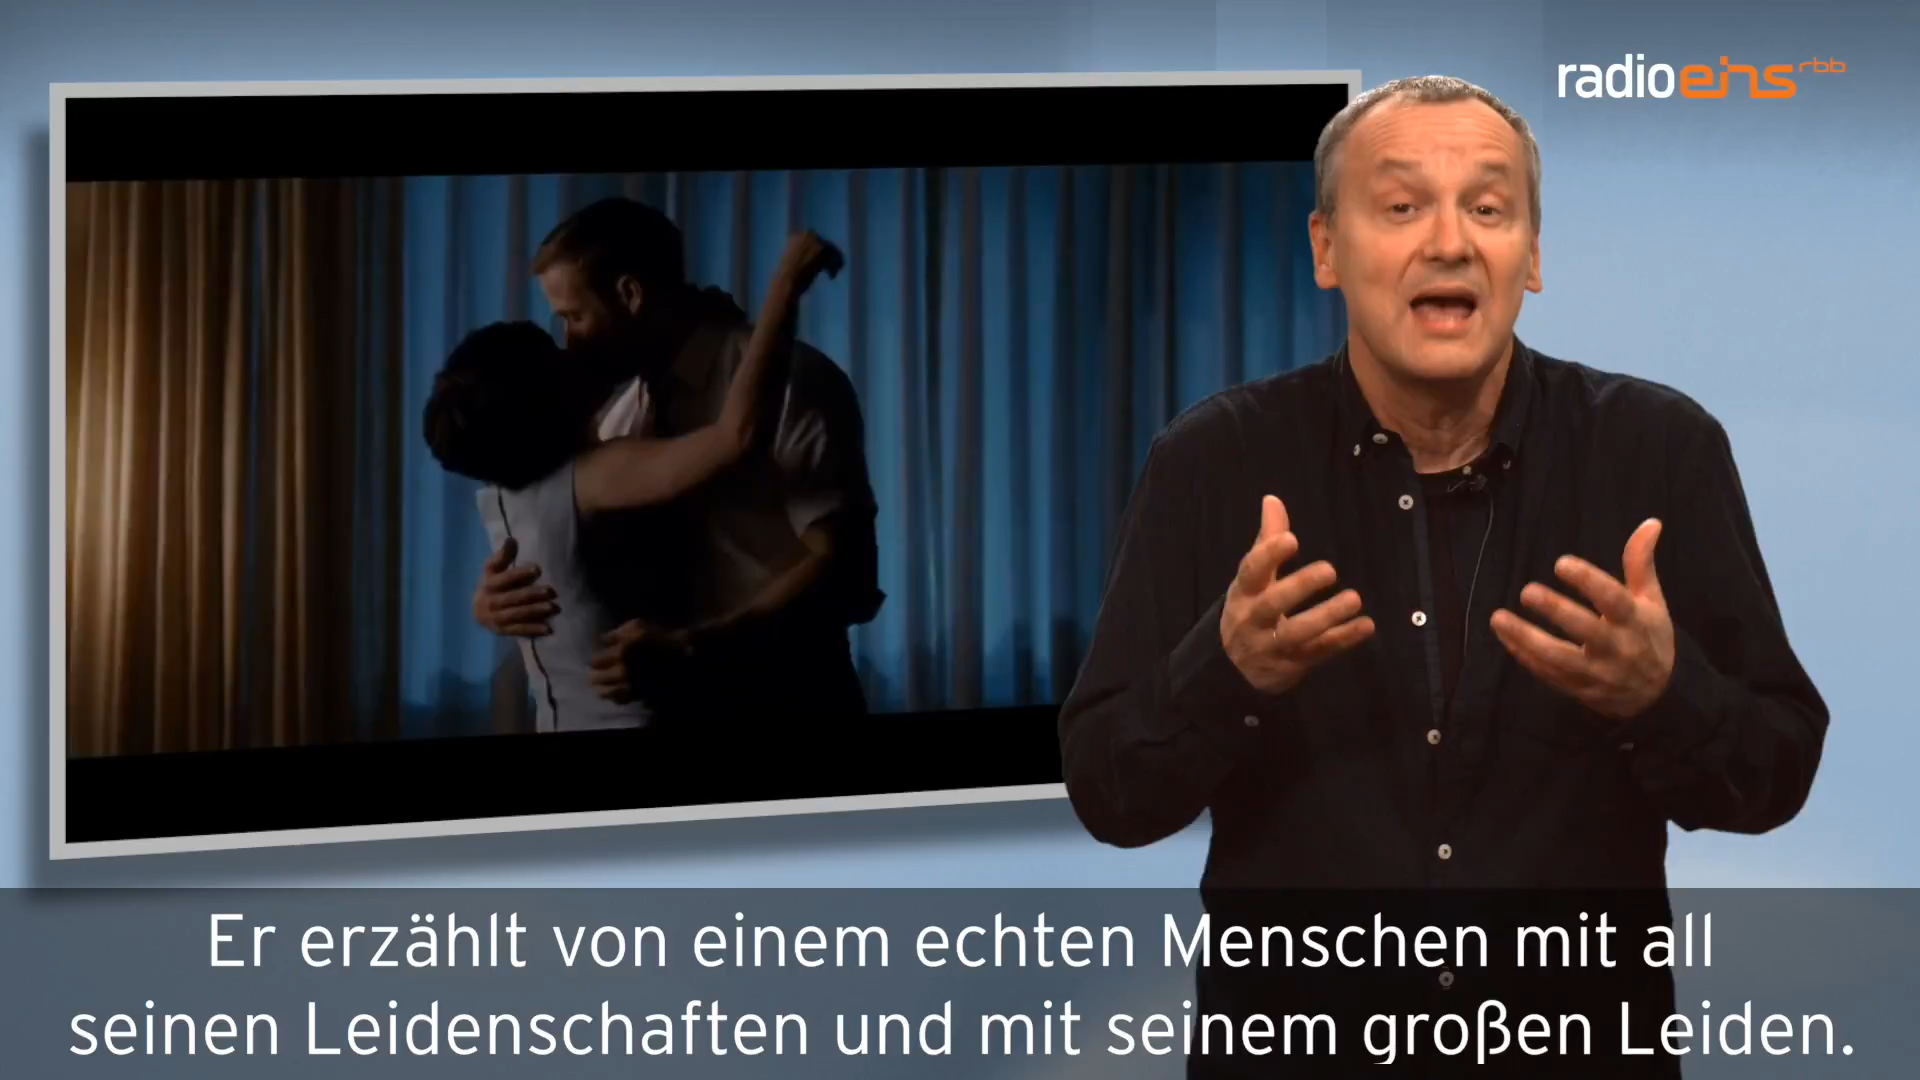 radioeins rbb
Er erzählt von einem echten Menschen mit all
seinen Leidenschaften und mit seinem großen Leiden.